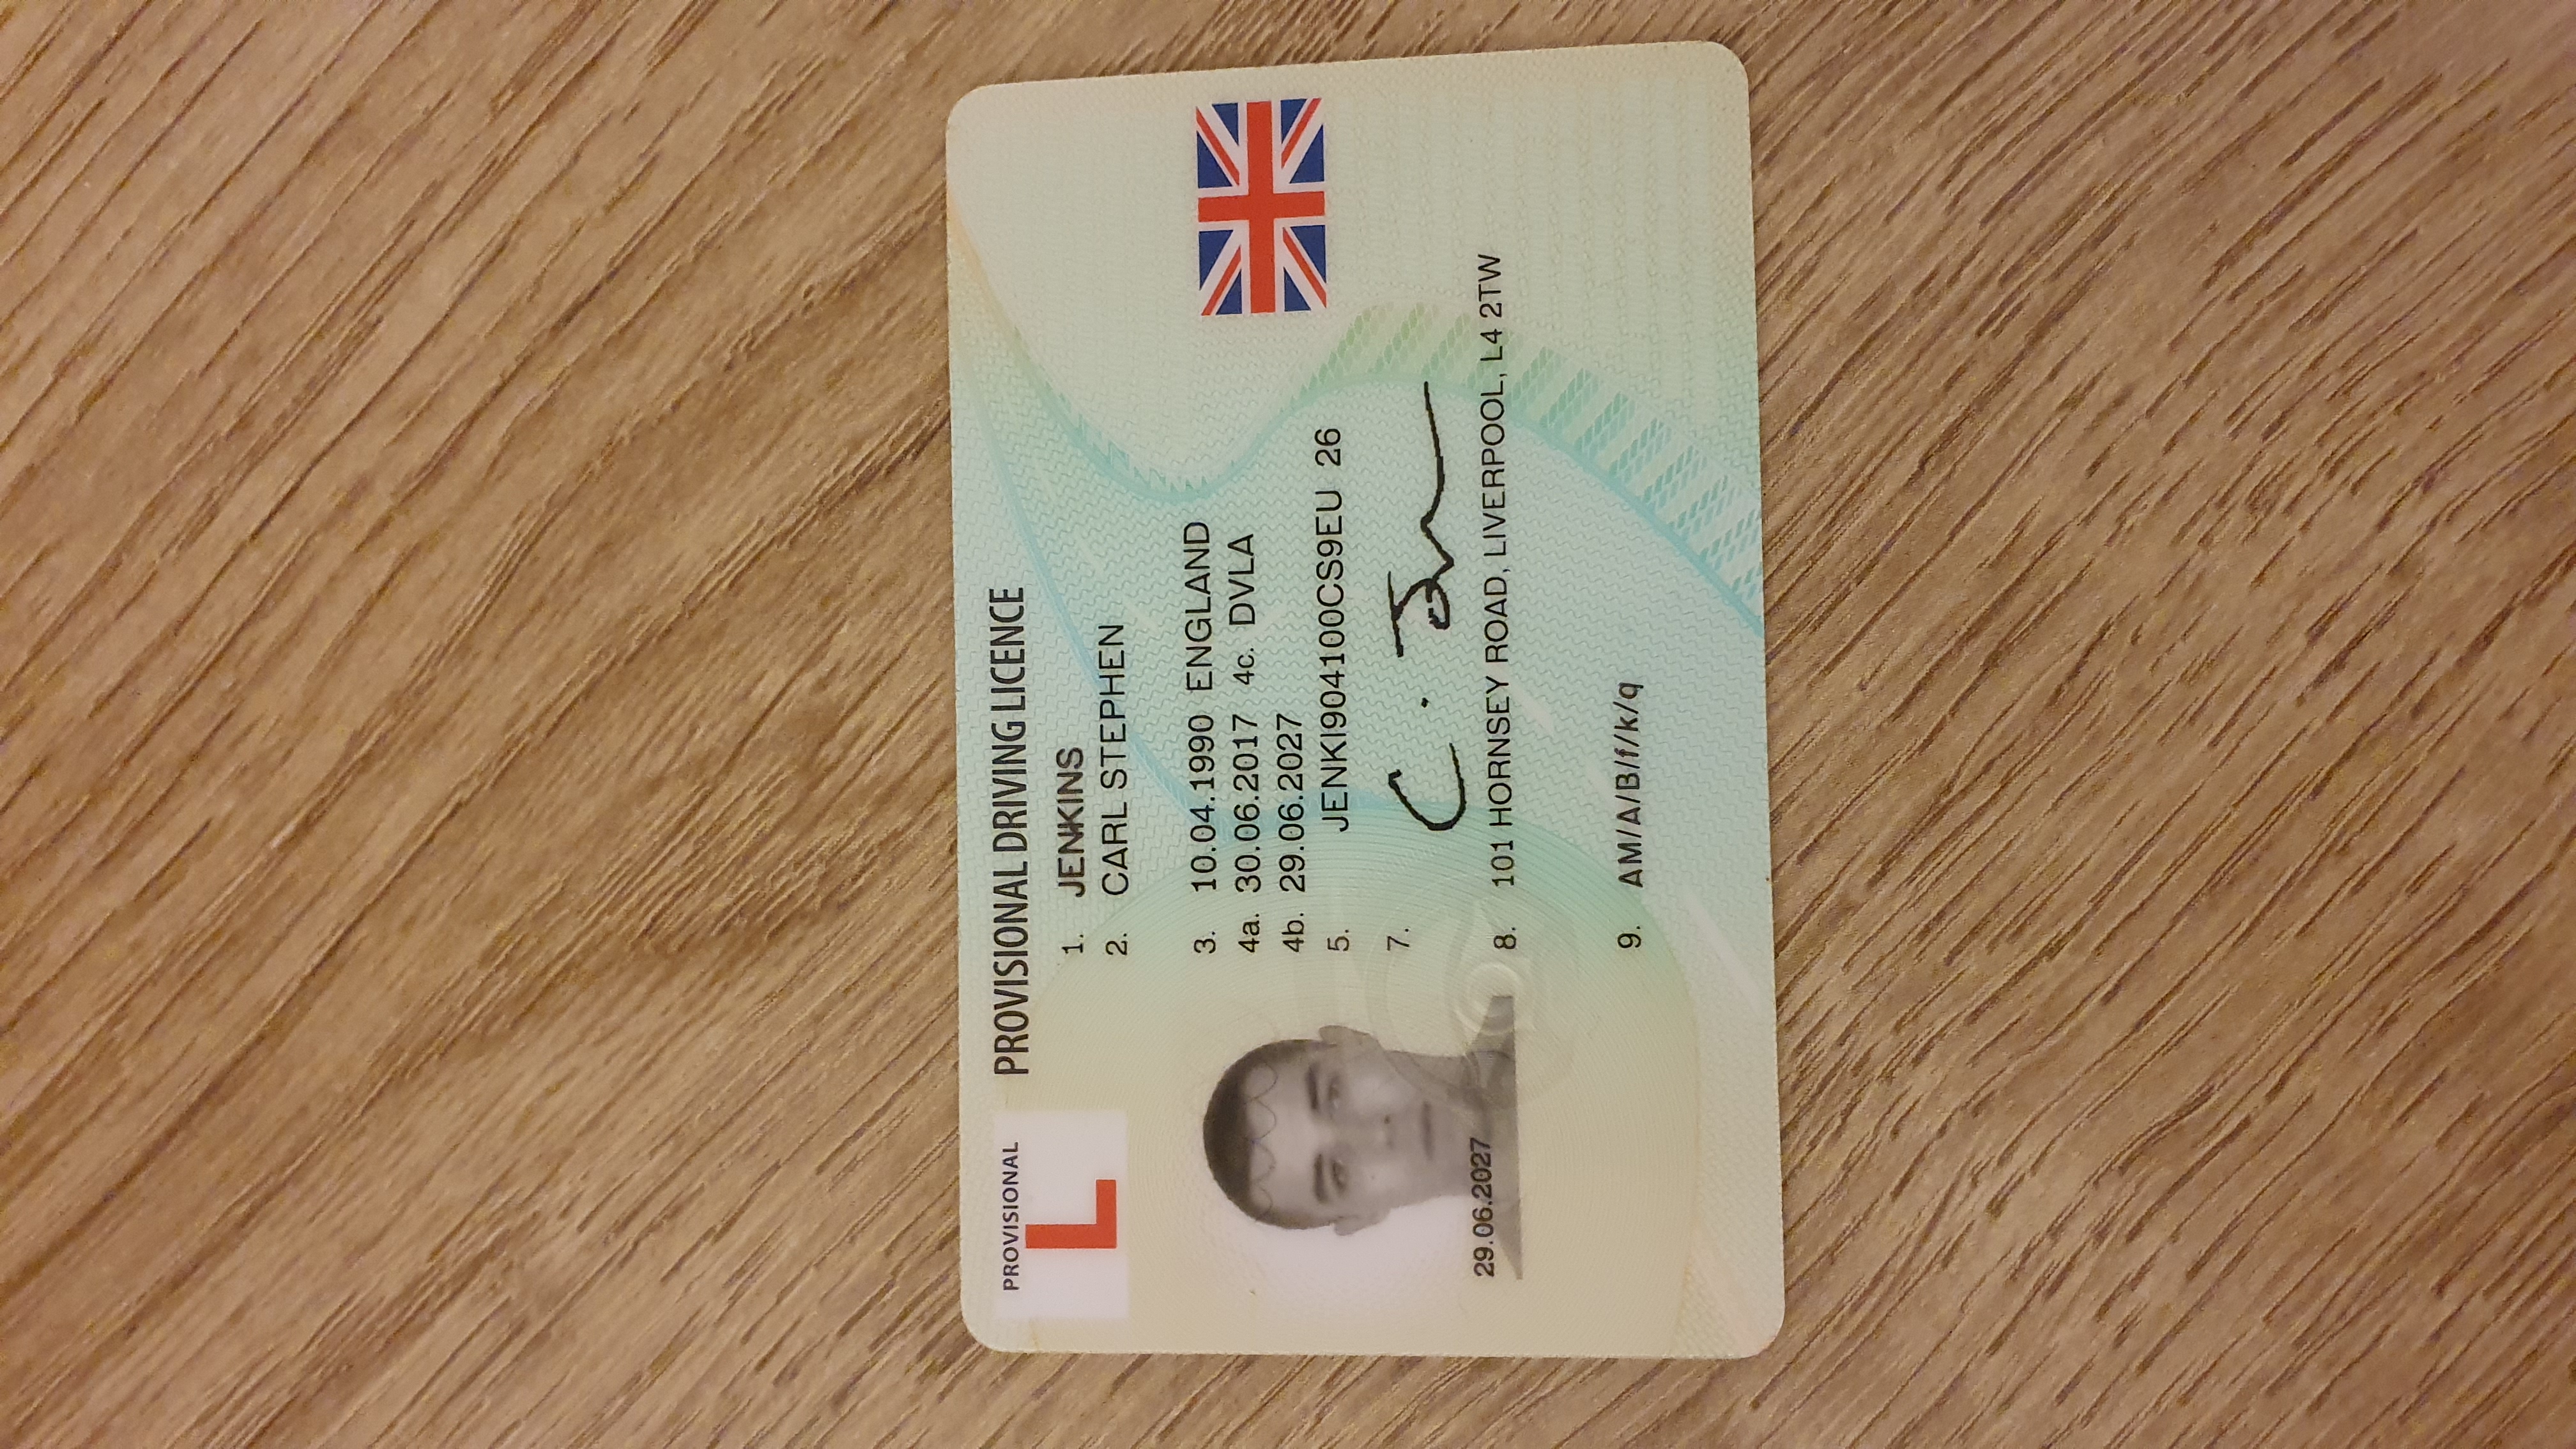 PROVISIONAL
L
PROVISIONAL DRIVING LICENCE
1. JENKINS
2. CARL STEPHEN
3. 10.04.1990 ENGLAND
4a. 30.06.2017 4c. DVLA
4b. 29.06.2027
5. JENKI904100CS9EU 26
7. C. Jn
29.06.2027
8. 101 HORNSEY ROAD, LIVERPOOL, L4 2TW
9. AM/A/B/f/k/q